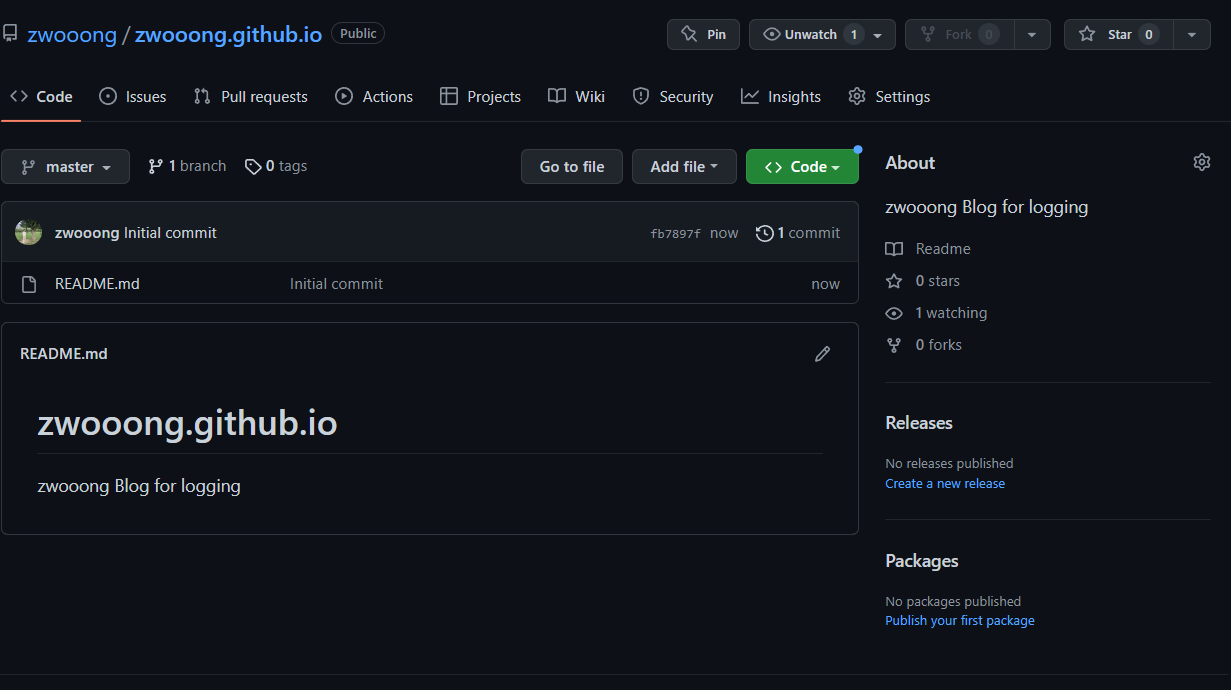 zwooong / zwooong.github.io Public
Pin Unwatch 1 Fork 0 Star 0
Code Issues Pull requests Actions Projects Wiki Security Insights Settings
master 1 branch 0 tags Go to file Add file Code
zwooong Initial commit fb7897f now 1 commit
README.md Initial commit now
README.md
zwooong.github.io
zwooong Blog for logging
About
zwooong Blog for logging
Readme
0 stars
1 watching
0 forks
Releases
No releases published
Create a new release
Packages
No packages published
Publish your first package